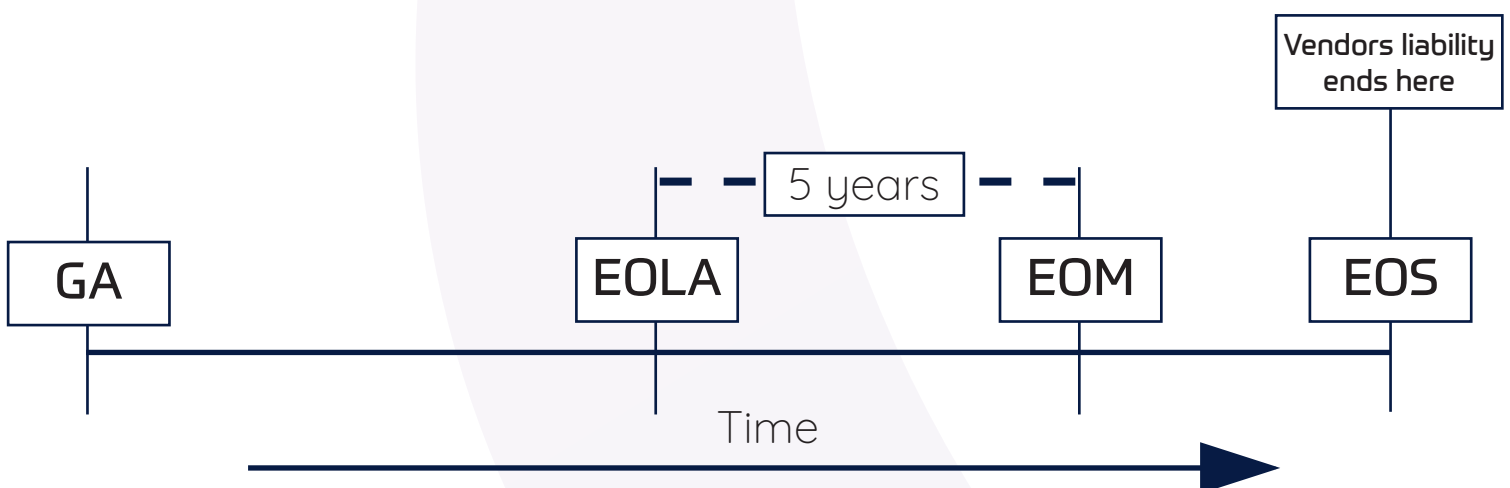 Vendors liability
ends here
5 years
GA
EOLA
EOM
EOS
Time